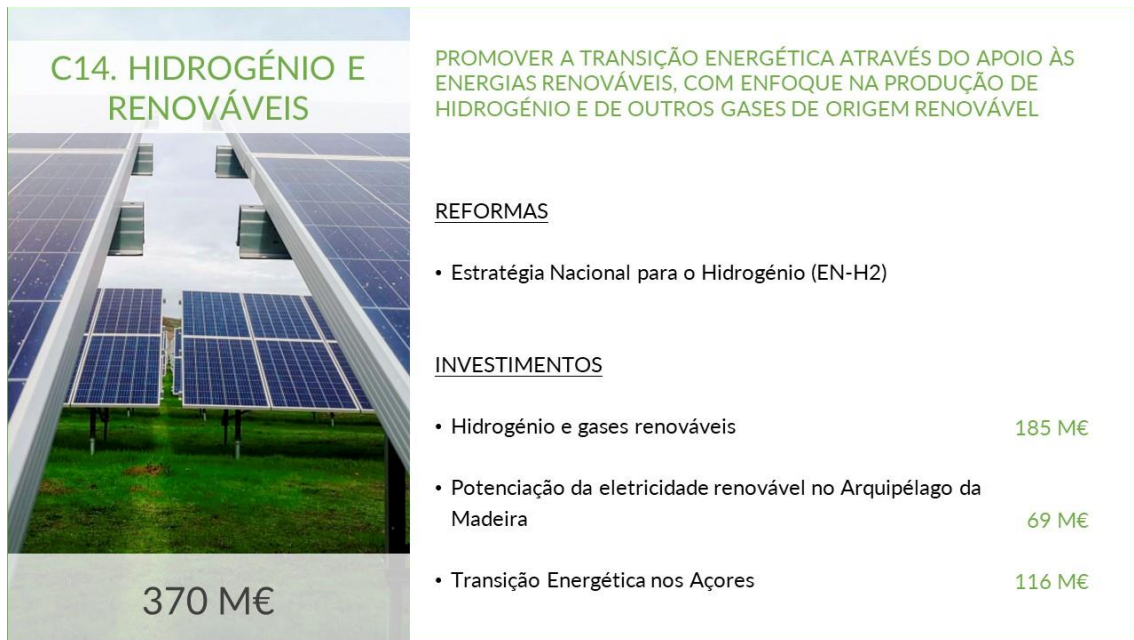 C14. HIDROGÉNIO E
RENOVÁVEIS
370 M€
PROMOVER A TRANSIÇÃO ENERGÉTICA ATRAVÉS DO APOIO ÀS
ENERGIAS RENOVÁVEIS, COM ENFOQUE NA PRODUÇÃO DE
HIDROGÉNIO E DE OUTROS GASES DE ORIGEM RENOVÁVEL
REFORMAS
• Estratégia Nacional para o Hidrogénio (EN-H2)
INVESTIMENTOS
• Hidrogénio e gases renováveis 185 M€
• Potenciação da eletricidade renovável no Arquipélago da
Madeira 69 M€
• Transição Energética nos Açores 116 M€